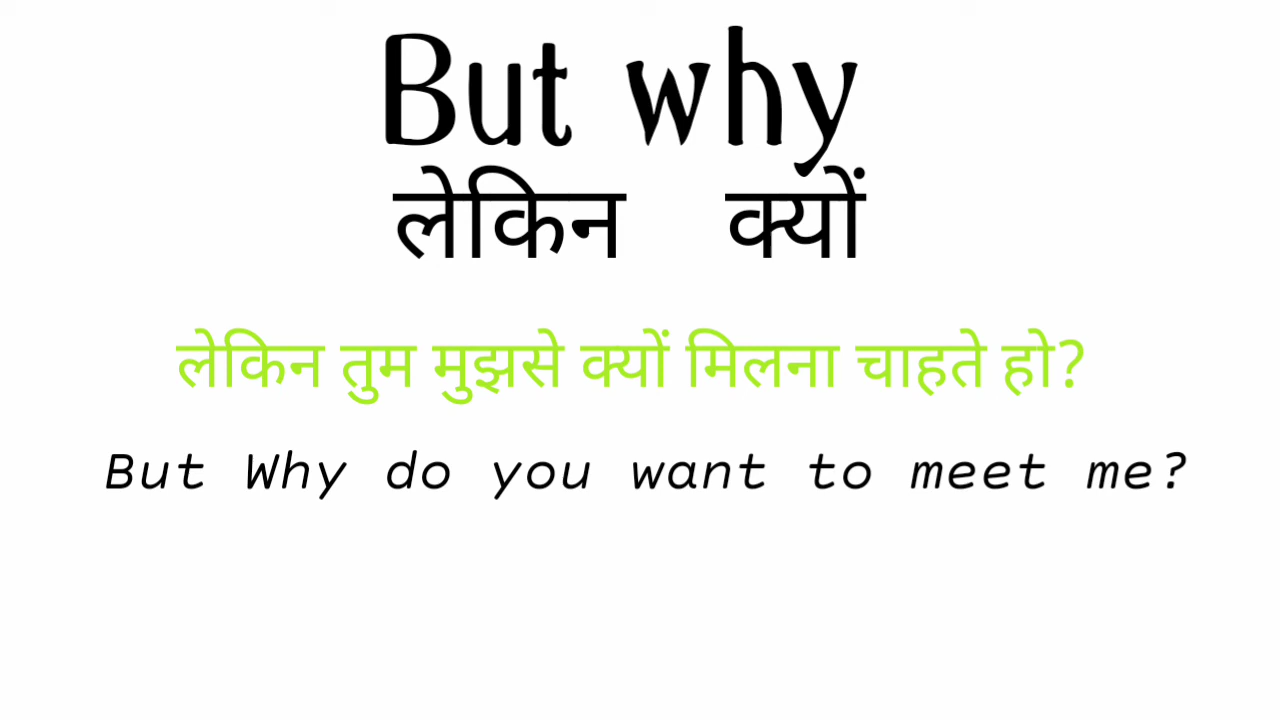 But why
लेकिन क्यों
लेकिन तुम मुझसे क्यों मिलना चाहते हो?
But Why do you want to meet me?